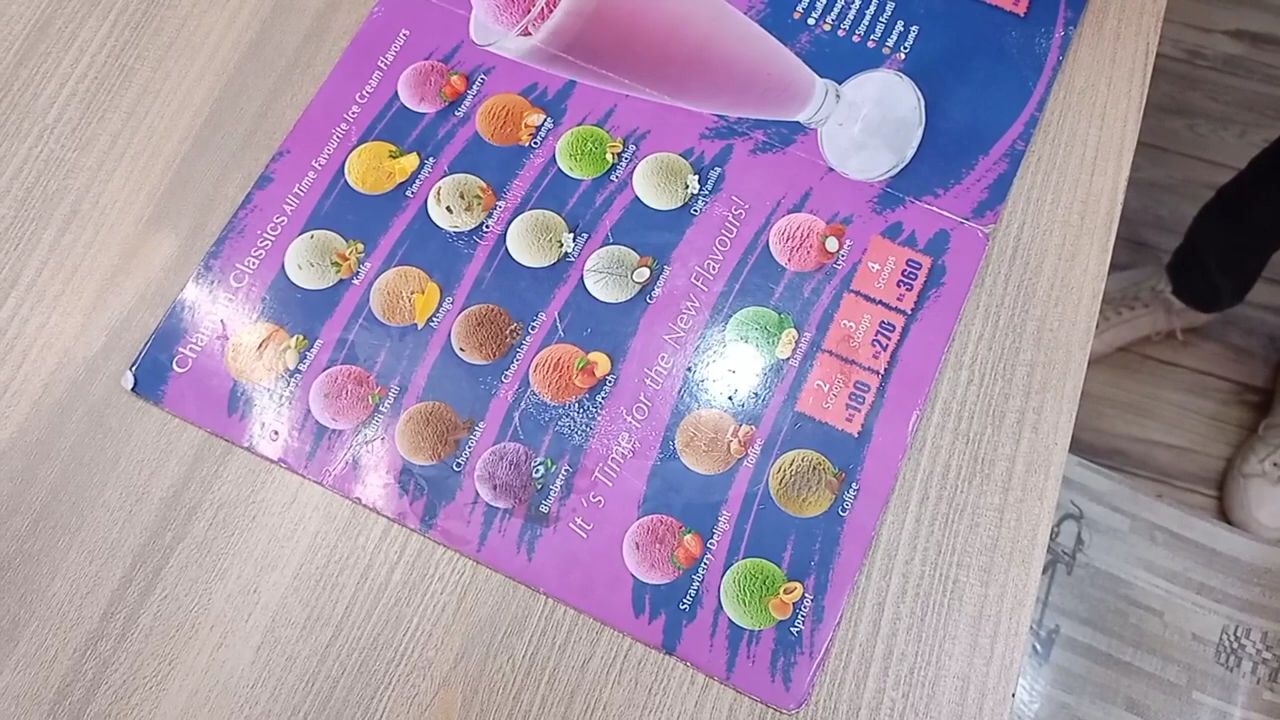 Classics All Time Favourite Ice Cream Flavours
Strawberry
Pineapple
Kulfa
Badam
Orange
Crunch
Mango
Tutti Frutti
Pistachio
Vanilla
Chocolate Chip
Chocolate
Diet Vanilla
Coconut
Peach
Blueberry
It's Time for the New Flavours!
Lychee
Banana
Toffee
Strawberry Delight
Coffee
Apricot
2 Scoops Rs.180
3 Scoops Rs.270
4 Scoops Rs.360
Kulfa
Tutti Frutti
Mango
Crunch